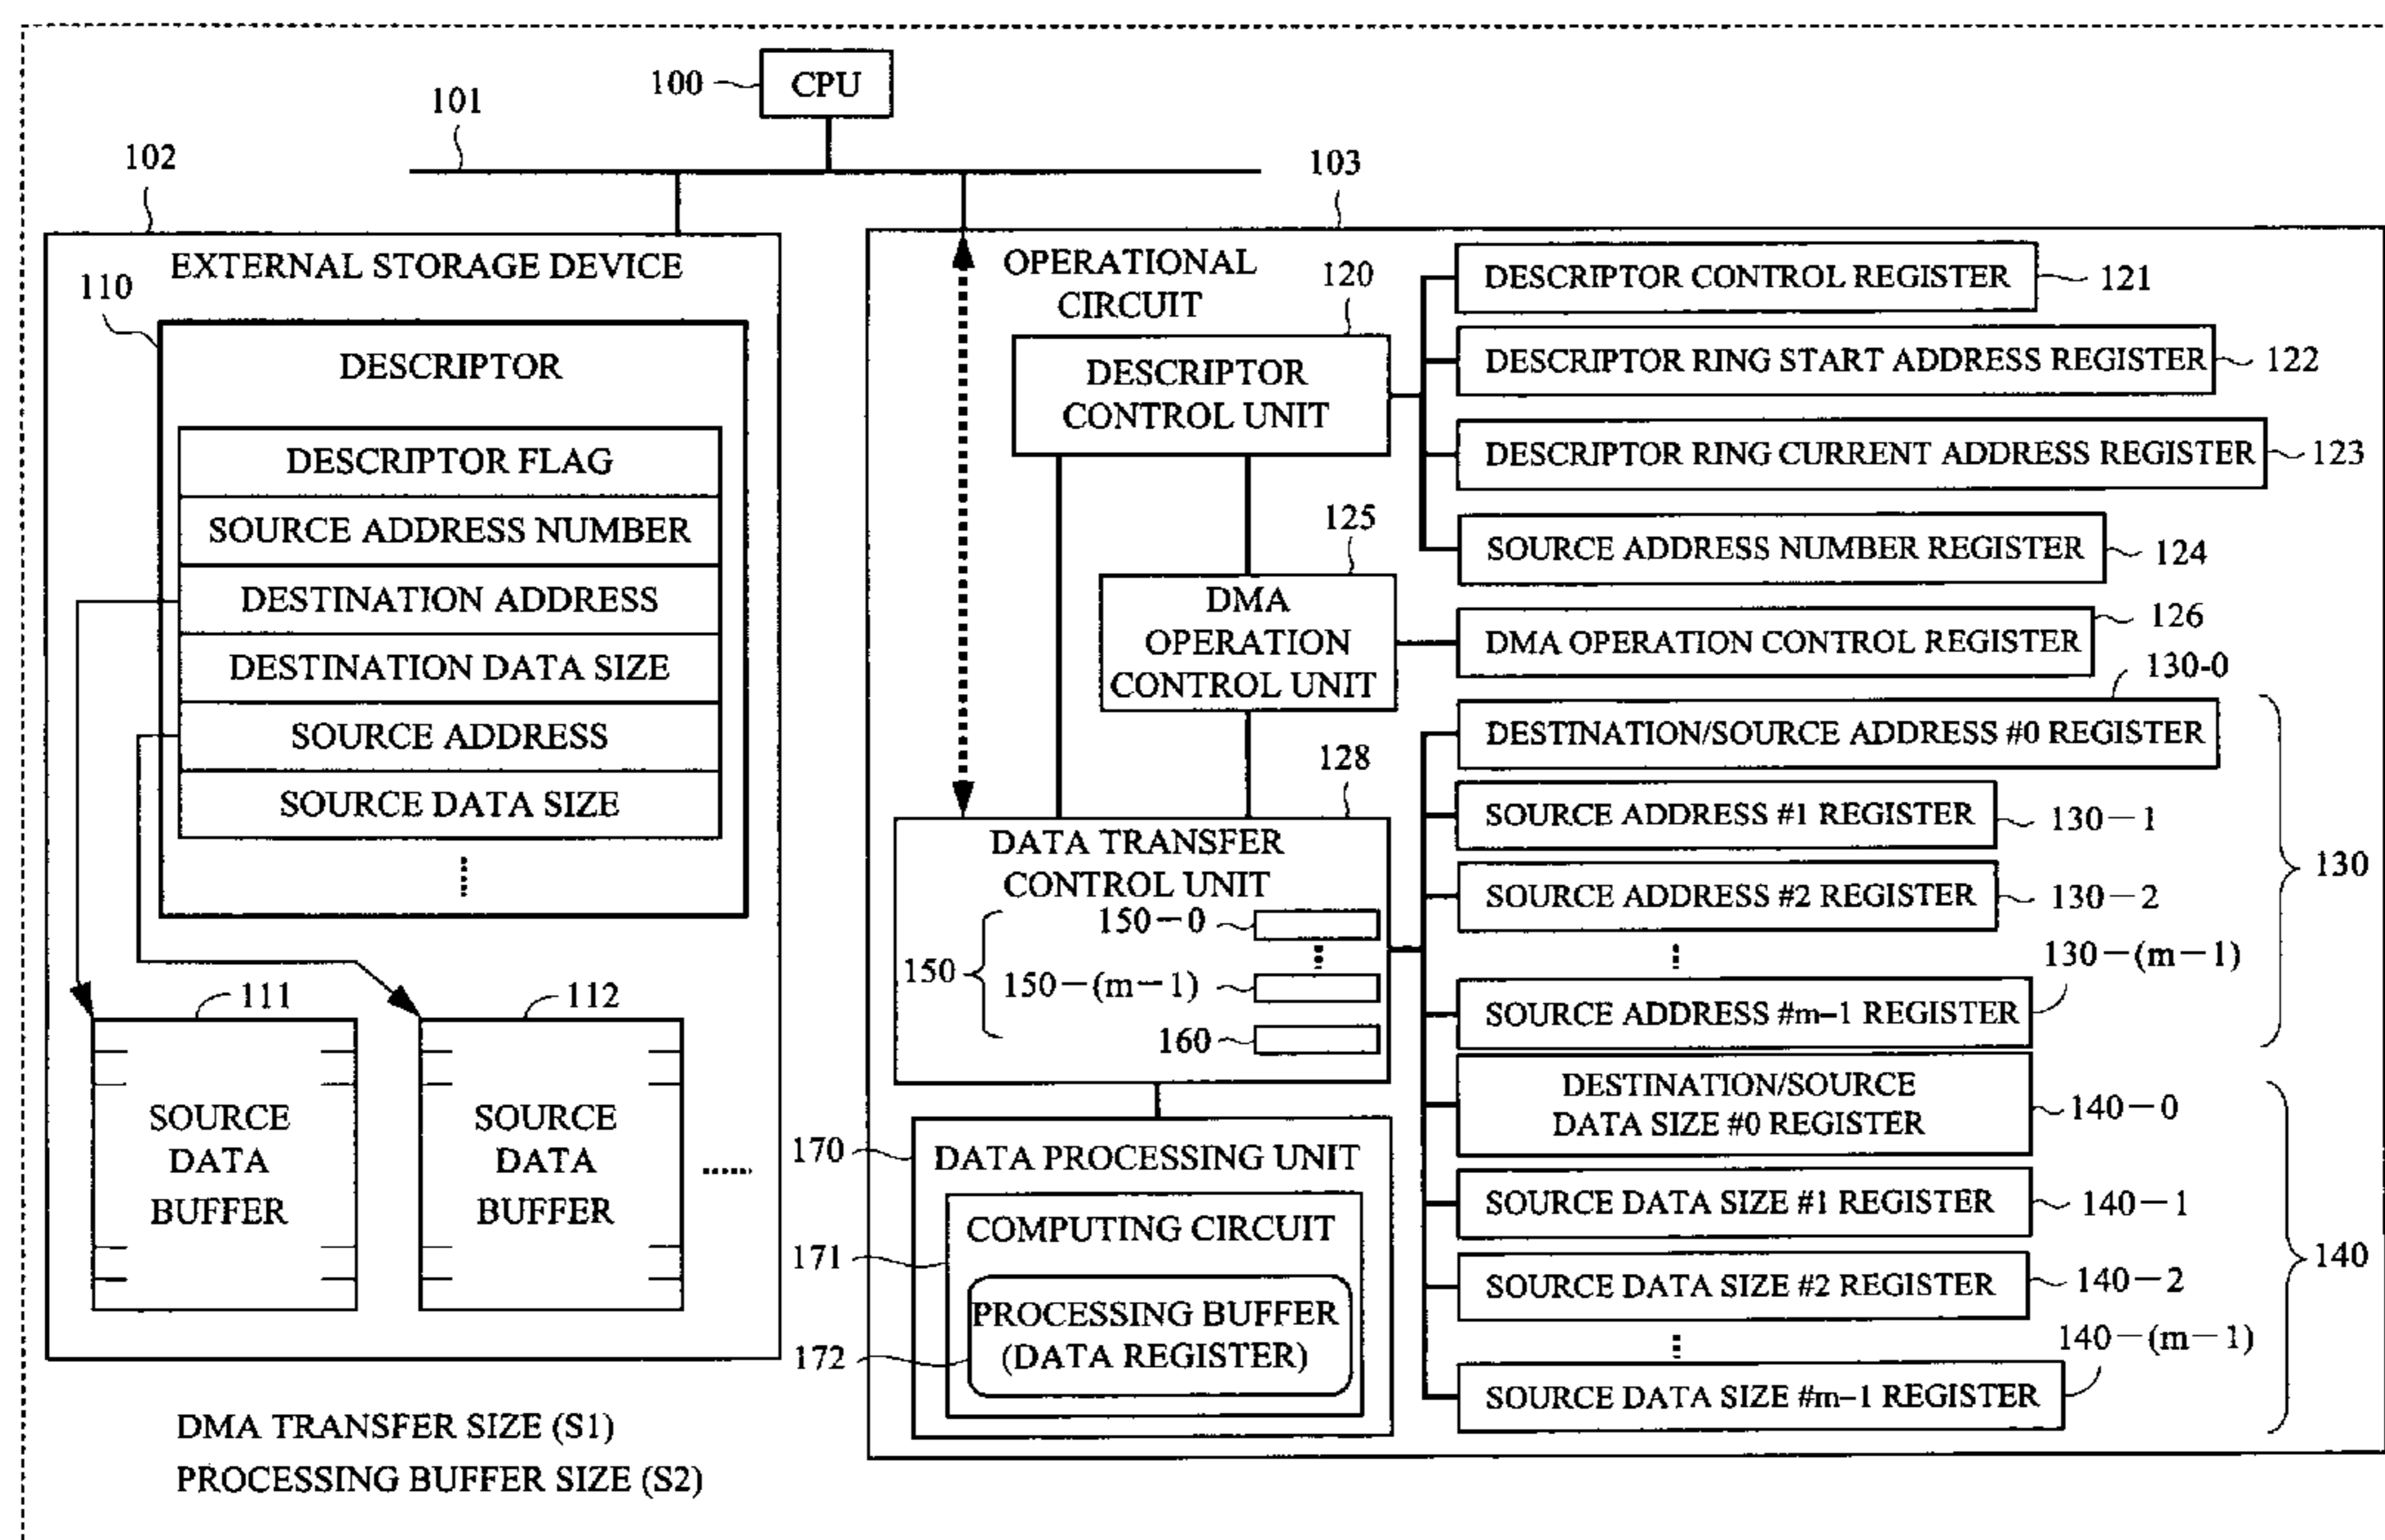 100
CPU
101
102
103
EXTERNAL STORAGE DEVICE
110
DESCRIPTOR
DESCRIPTOR FLAG
SOURCE ADDRESS NUMBER
DESTINATION ADDRESS
DESTINATION DATA SIZE
SOURCE ADDRESS
SOURCE DATA SIZE
111
SOURCE
DATA
BUFFER
112
SOURCE
DATA
BUFFER
DMA TRANSFER SIZE (S1)
PROCESSING BUFFER SIZE (S2)
OPERATIONAL
CIRCUIT
120
DESCRIPTOR
CONTROL UNIT
DESCRIPTOR CONTROL REGISTER
121
DESCRIPTOR RING START ADDRESS REGISTER
122
DESCRIPTOR RING CURRENT ADDRESS REGISTER
123
SOURCE ADDRESS NUMBER REGISTER
124
125
DMA
OPERATION
CONTROL UNIT
DMA OPERATION CONTROL REGISTER
126
128
DATA TRANSFER
CONTROL UNIT
150-0
150
150-(m-1)
160
130-0
DESTINATION/SOURCE ADDRESS #0 REGISTER
SOURCE ADDRESS #1 REGISTER
130-1
SOURCE ADDRESS #2 REGISTER
130-2
130
130-(m-1)
SOURCE ADDRESS #m-1 REGISTER
DESTINATION/SOURCE
DATA SIZE #0 REGISTER
140-0
SOURCE DATA SIZE #1 REGISTER
140-1
SOURCE DATA SIZE #2 REGISTER
140-2
140
140-(m-1)
SOURCE DATA SIZE #m-1 REGISTER
170
DATA PROCESSING UNIT
171
COMPUTING CIRCUIT
172
PROCESSING BUFFER
(DATA REGISTER)